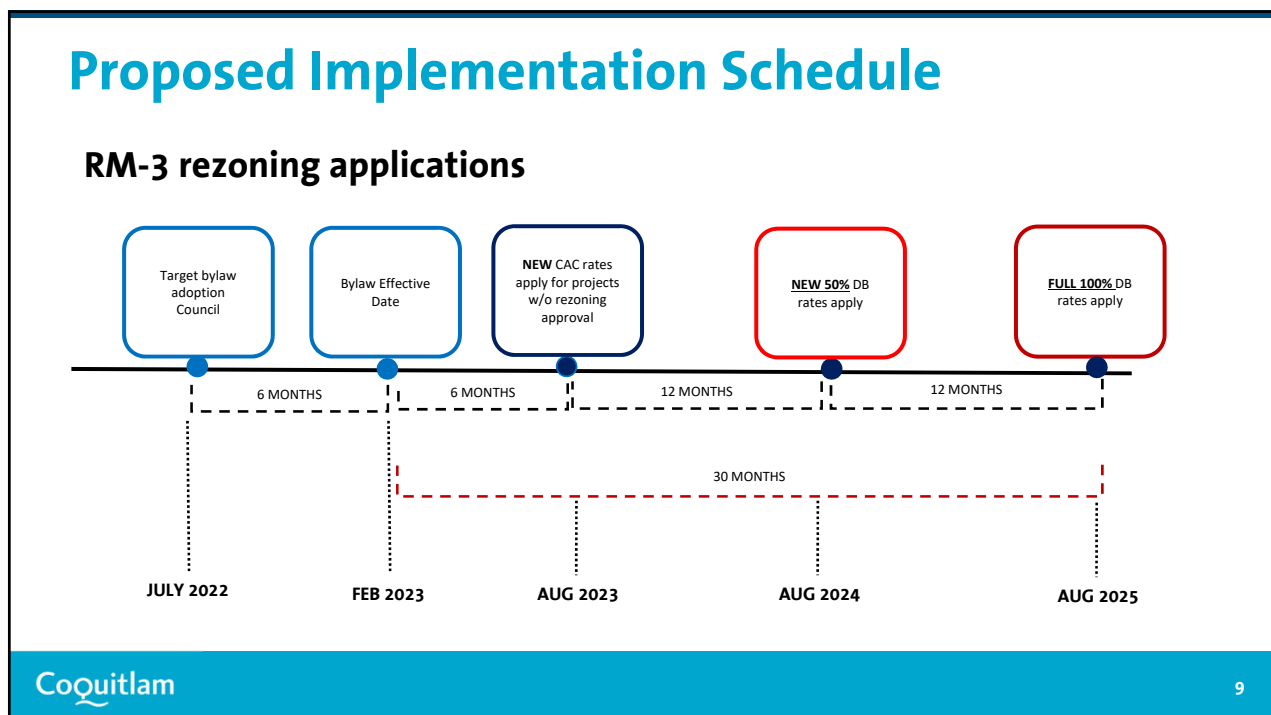 Proposed Implementation Schedule
RM-3 rezoning applications
Target bylaw
adoption
Council
Bylaw Effective
Date
NEW CAC rates
apply for projects
w/o rezoning
approval
NEW 50% DB
rates apply
FULL 100% DB
rates apply
6 MONTHS
6 MONTHS
12 MONTHS
12 MONTHS
30 MONTHS
JULY 2022
FEB 2023
AUG 2023
AUG 2024
AUG 2025
Coquitlam
9